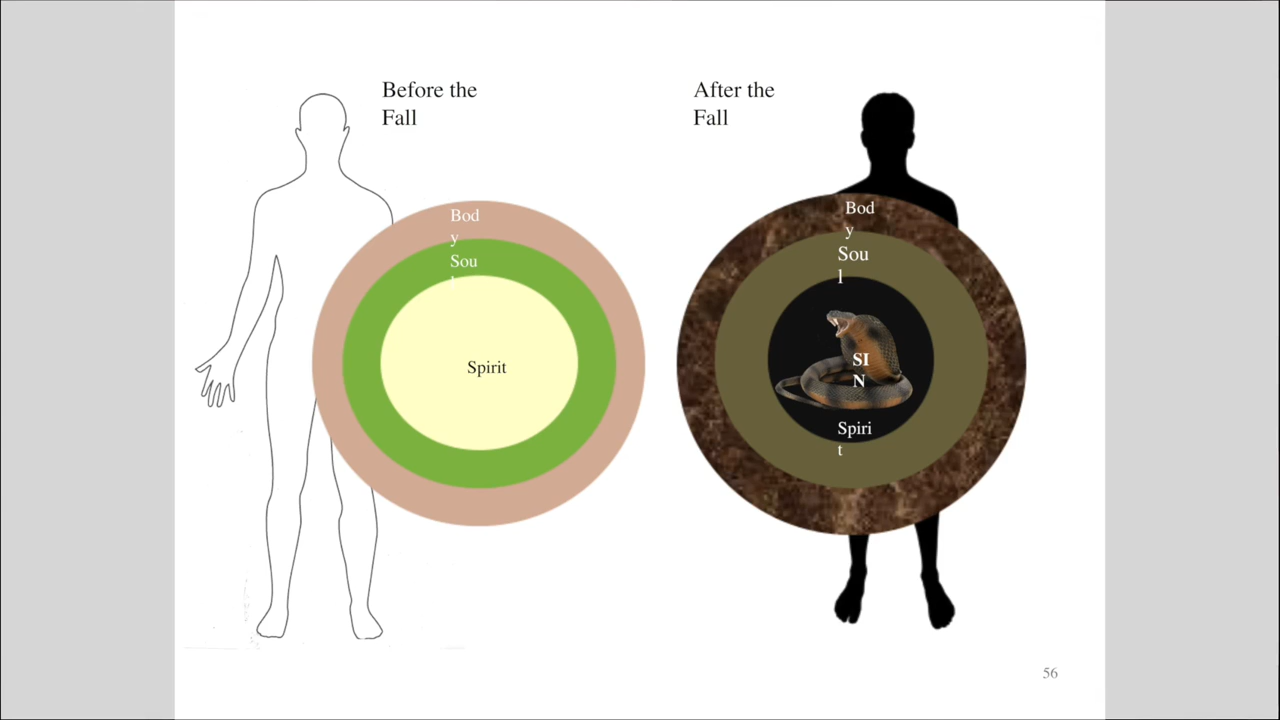 Before the
Fall
After the
Fall
Bod
y
Sou
Spirit
Bod
y
Sou
l
SI
N
Spiri
t
56